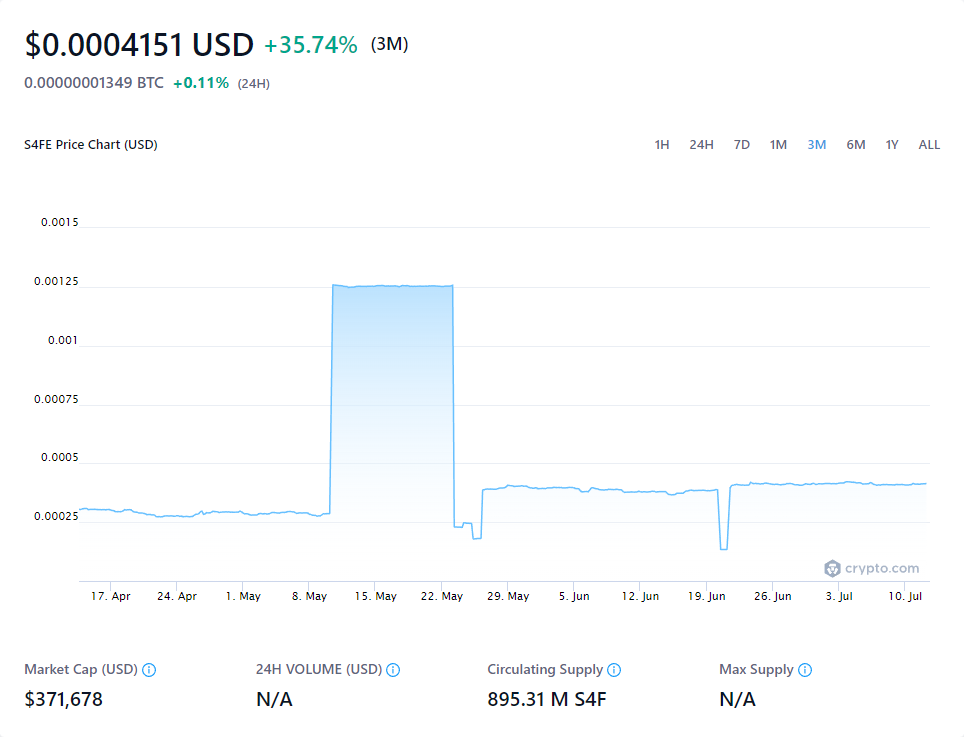 $0.0004151 USD +35.74% (3M)
0.00000001349 BTC +0.11% (24H)
S4FE Price Chart (USD) 1H 24H 7D 1M 3M 6M 1Y ALL
0.0015
0.00125
0.001
0.00075
0.0005
0.00025
crypto.com
17. Apr 24. Apr 1. May 8. May 15. May 22. May 29. May 5. Jun 12. Jun 19. Jun 26. Jun 3. Jul 10. Jul
Market Cap (USD) 24H VOLUME (USD) Circulating Supply Max Supply
$371,678 N/A 895.31 M S4F N/A